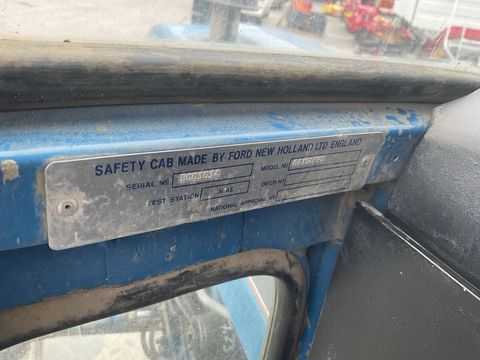 SAFETY CAB MADE BY FORD NEW HOLLAND LTD ENGLAND
SERIAL Nº MODEL Nº
TEST STATION N·AE OECD Nº
NATIONAL APPROVAL Nº